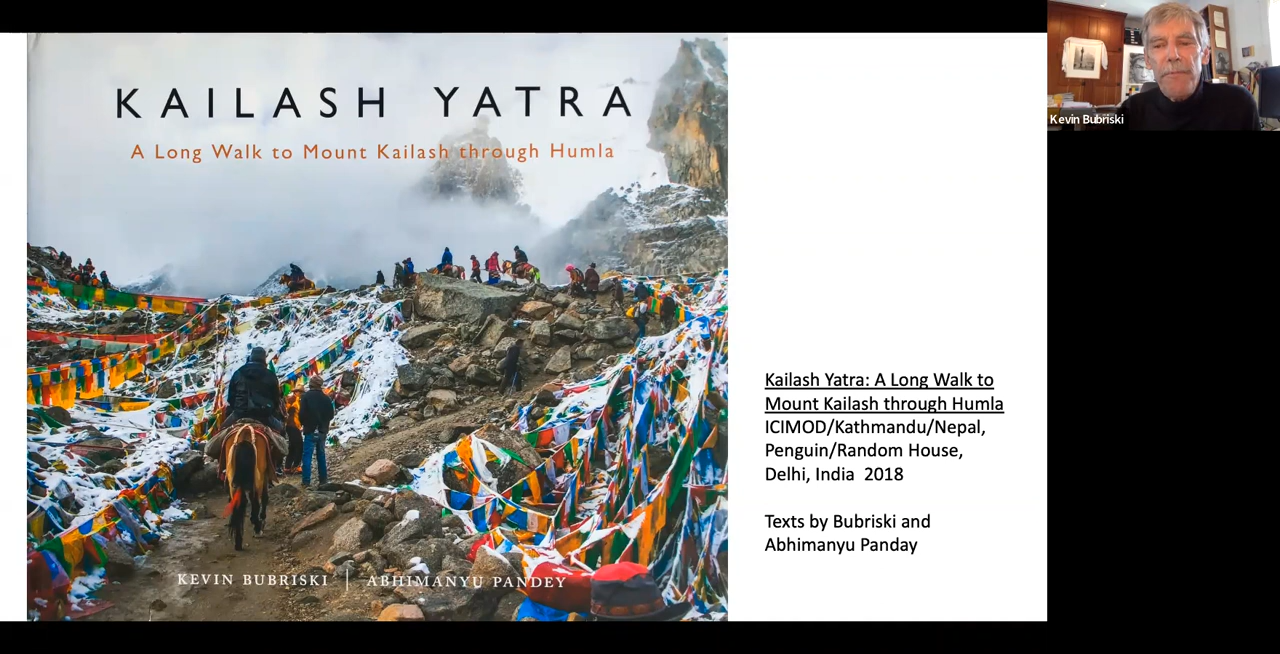 KAILASH YATRA
A Long Walk to Mount Kailash through Humla
KEVIN BUBRISKI | ABHIMANYU PANDEY
Kailash Yatra: A Long Walk to
Mount Kailash through Humla
ICIMOD/Kathmandu/Nepal,
Penguin/Random House,
Delhi, India 2018
Texts by Bubriski and
Abhimanyu Panday
Kevin Bubriski